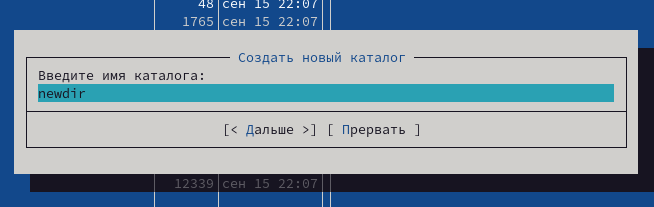 48 сен 15 22:07
1765 сен 15 22:07
Создать новый каталог
Введите имя каталога:
newdir
[< Дальше >] [ Прервать ]
12339 сен 15 22:07